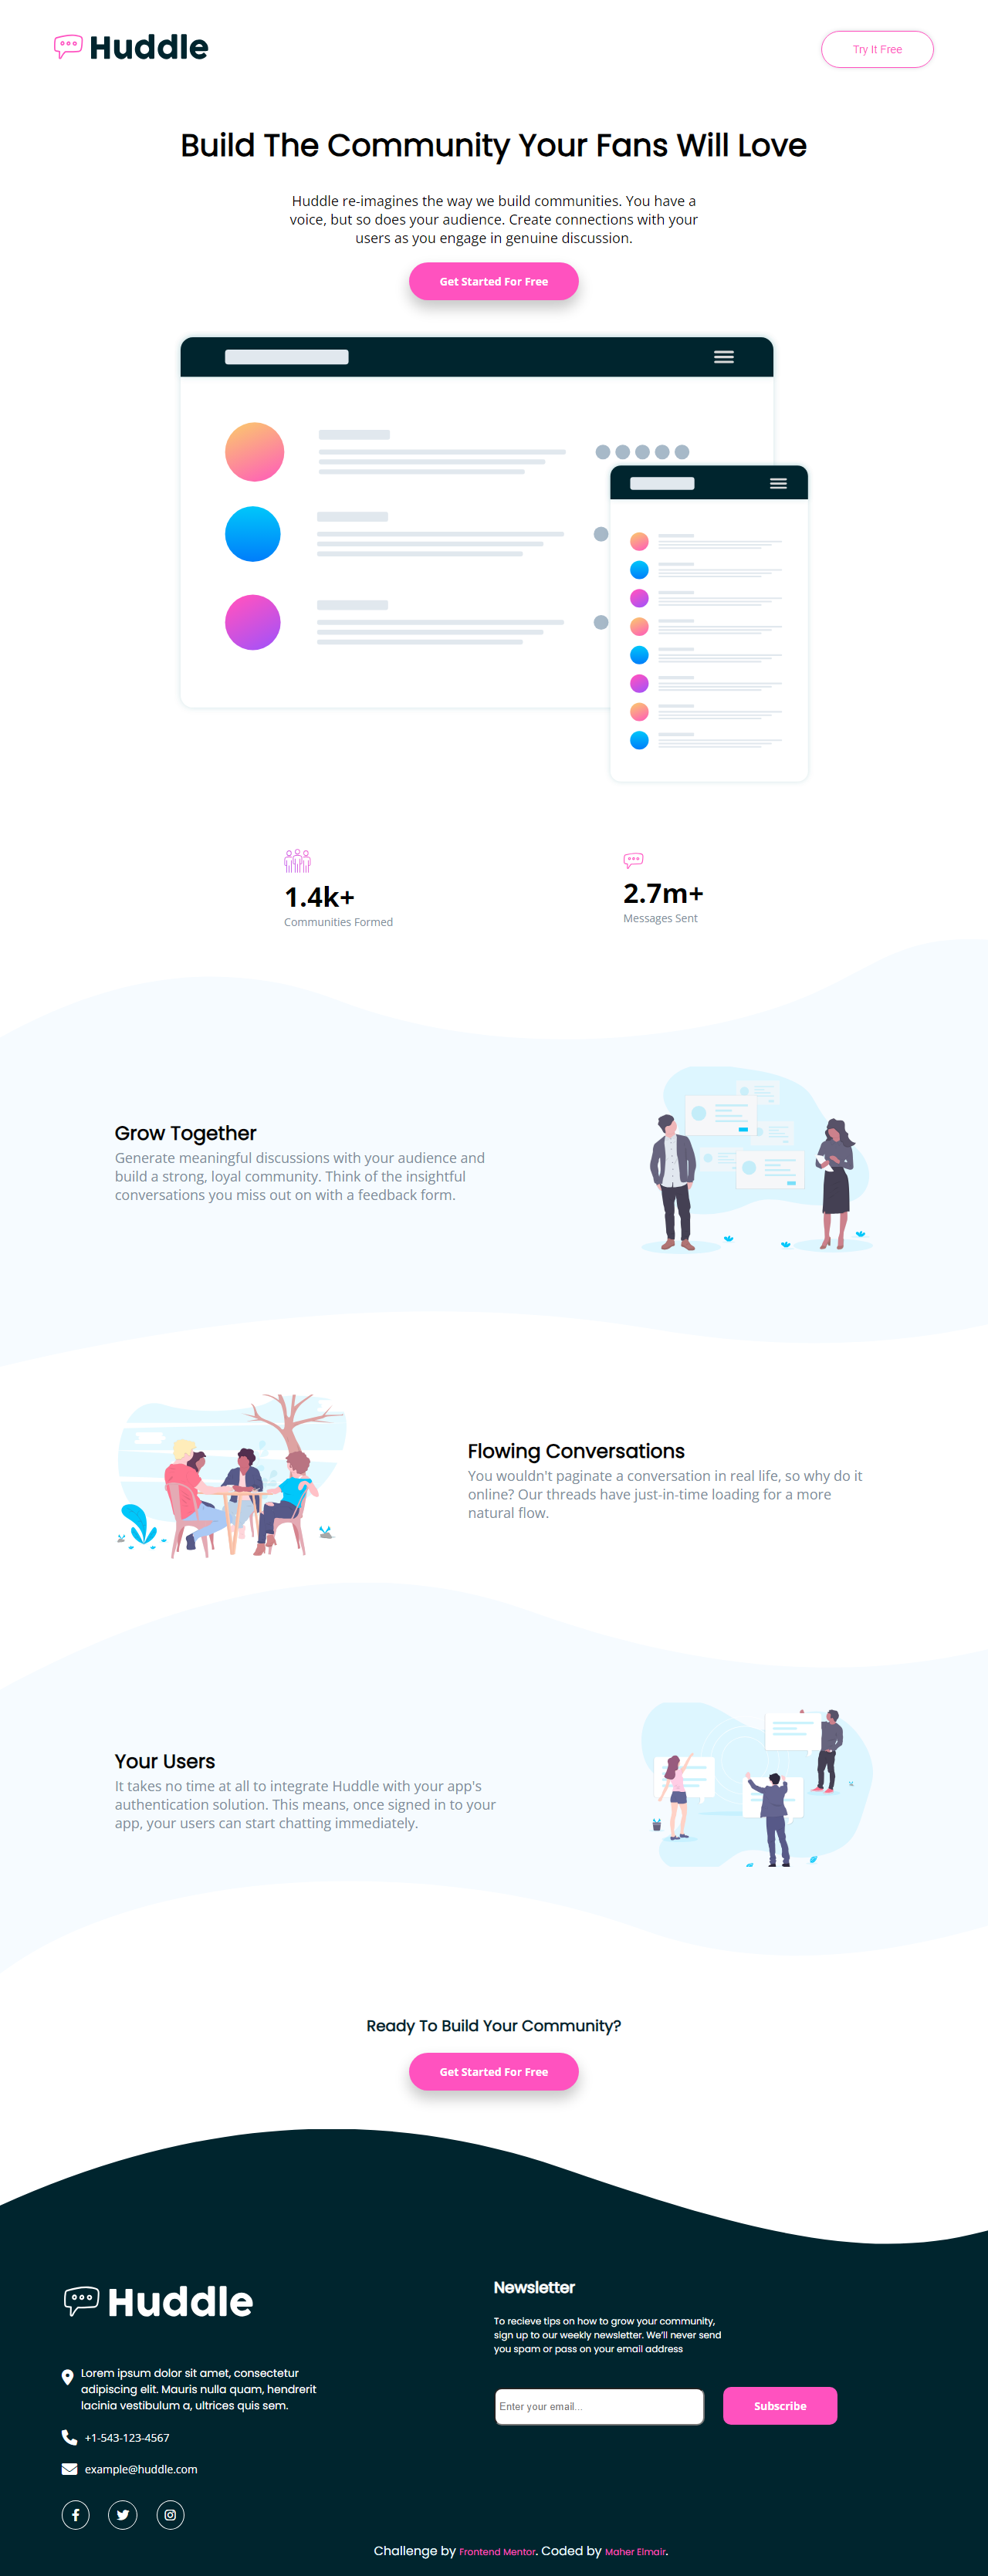 Huddle
Try It Free
Build The Community Your Fans Will Love
Huddle re-imagines the way we build communities. You have a
voice, but so does your audience. Create connections with your
users as you engage in genuine discussion.
Get Started For Free
1.4k+
Communities Formed
2.7m+
Messages Sent
Grow Together
Generate meaningful discussions with your audience and
build a strong, loyal community. Think of the insightful
conversations you miss out on with a feedback form.
Flowing Conversations
You wouldn't paginate a conversation in real life, so why do it
online? Our threads have just-in-time loading for a more
natural flow.
Your Users
It takes no time at all to integrate Huddle with your app's
authentication solution. This means, once signed in to your
app, your users can start chatting immediately.
Ready To Build Your Community?
Get Started For Free
Huddle
Lorem ipsum dolor sit amet, consectetur
adipiscing elit. Mauris nulla quam, hendrerit
lacinia vestibulum a, ultrices quis sem.
+1-543-123-4567
example@huddle.com
Newsletter
To recieve tips on how to grow your community,
sign up to our weekly newsletter. We'll never send
you spam or pass on your email address
Enter your email...
Subscribe
Challenge by Frontend Mentor. Coded by Maher Elmair.